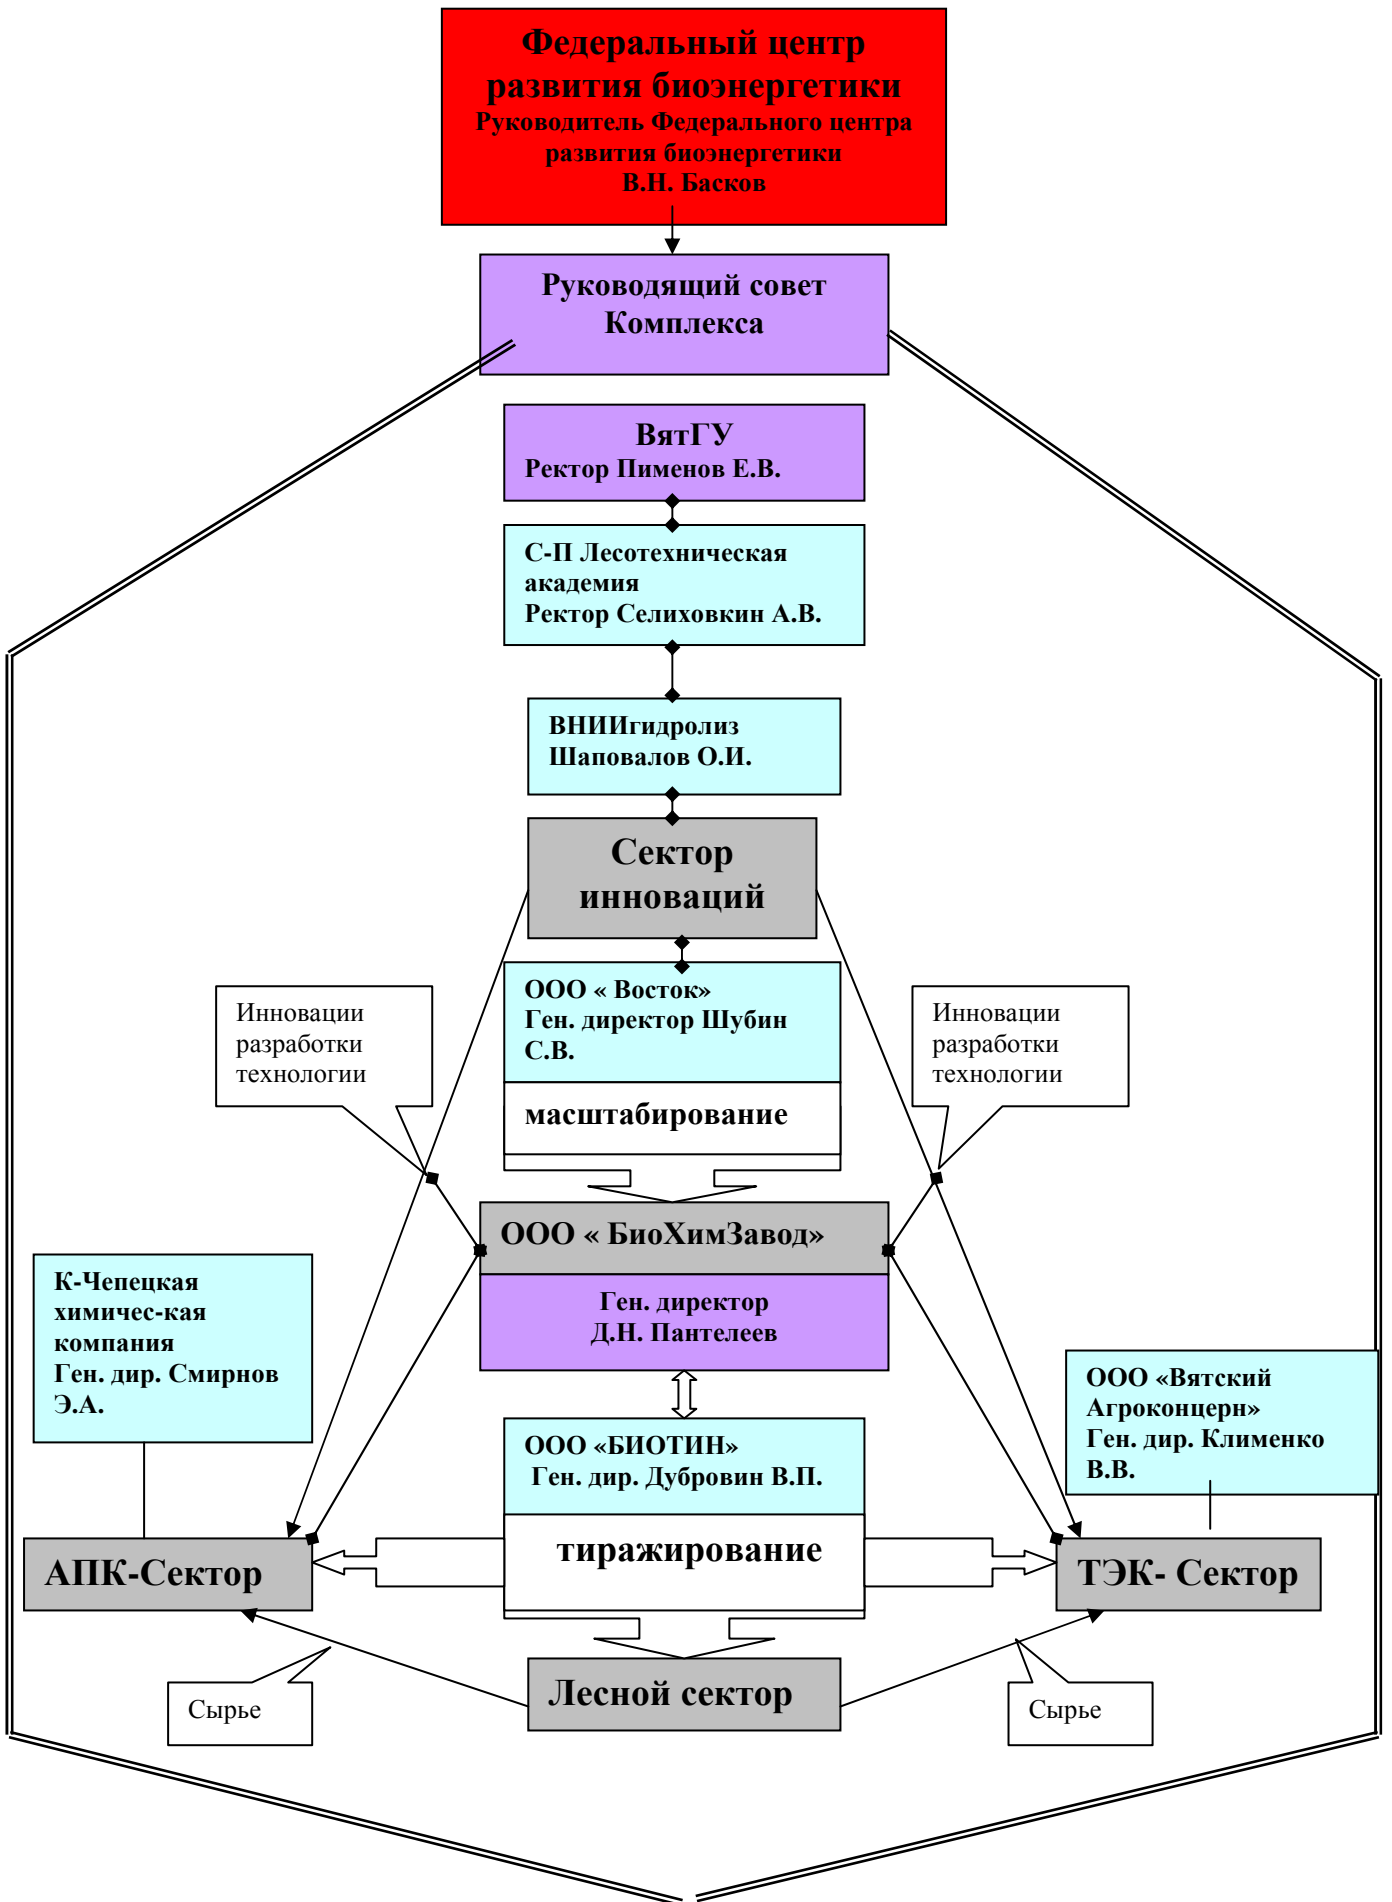 Федеральный центр
развития биоэнергетики
Руководитель Федерального центра
развития биоэнергетики
В.Н. Басков
Руководящий совет
Комплекса
ВятГУ
Ректор Пименов Е.В.
С-П Лесотехническая
академия
Ректор Селиховкин А.В.
ВНИИгидролиз
Шаповалов О.И.
Сектор
инноваций
ООО « Восток»
Ген. директор Шубин
С.В.
Инновации
разработки
технологии
Инновации
разработки
технологии
масштабирование
ООО « БиоХимЗавод»
Ген. директор
Д.Н. Пантелеев
К-Чепецкая
химичес-кая
компания
Ген. дир. Смирнов
Э.А.
ООО «Вятский
Агроконцерн»
Ген. дир. Клименко
В.В.
ООО «БИОТИН»
Ген. дир. Дубровин В.П.
тиражирование
АПК-Сектор
ТЭК- Сектор
Лесной сектор
Сырье
Сырье